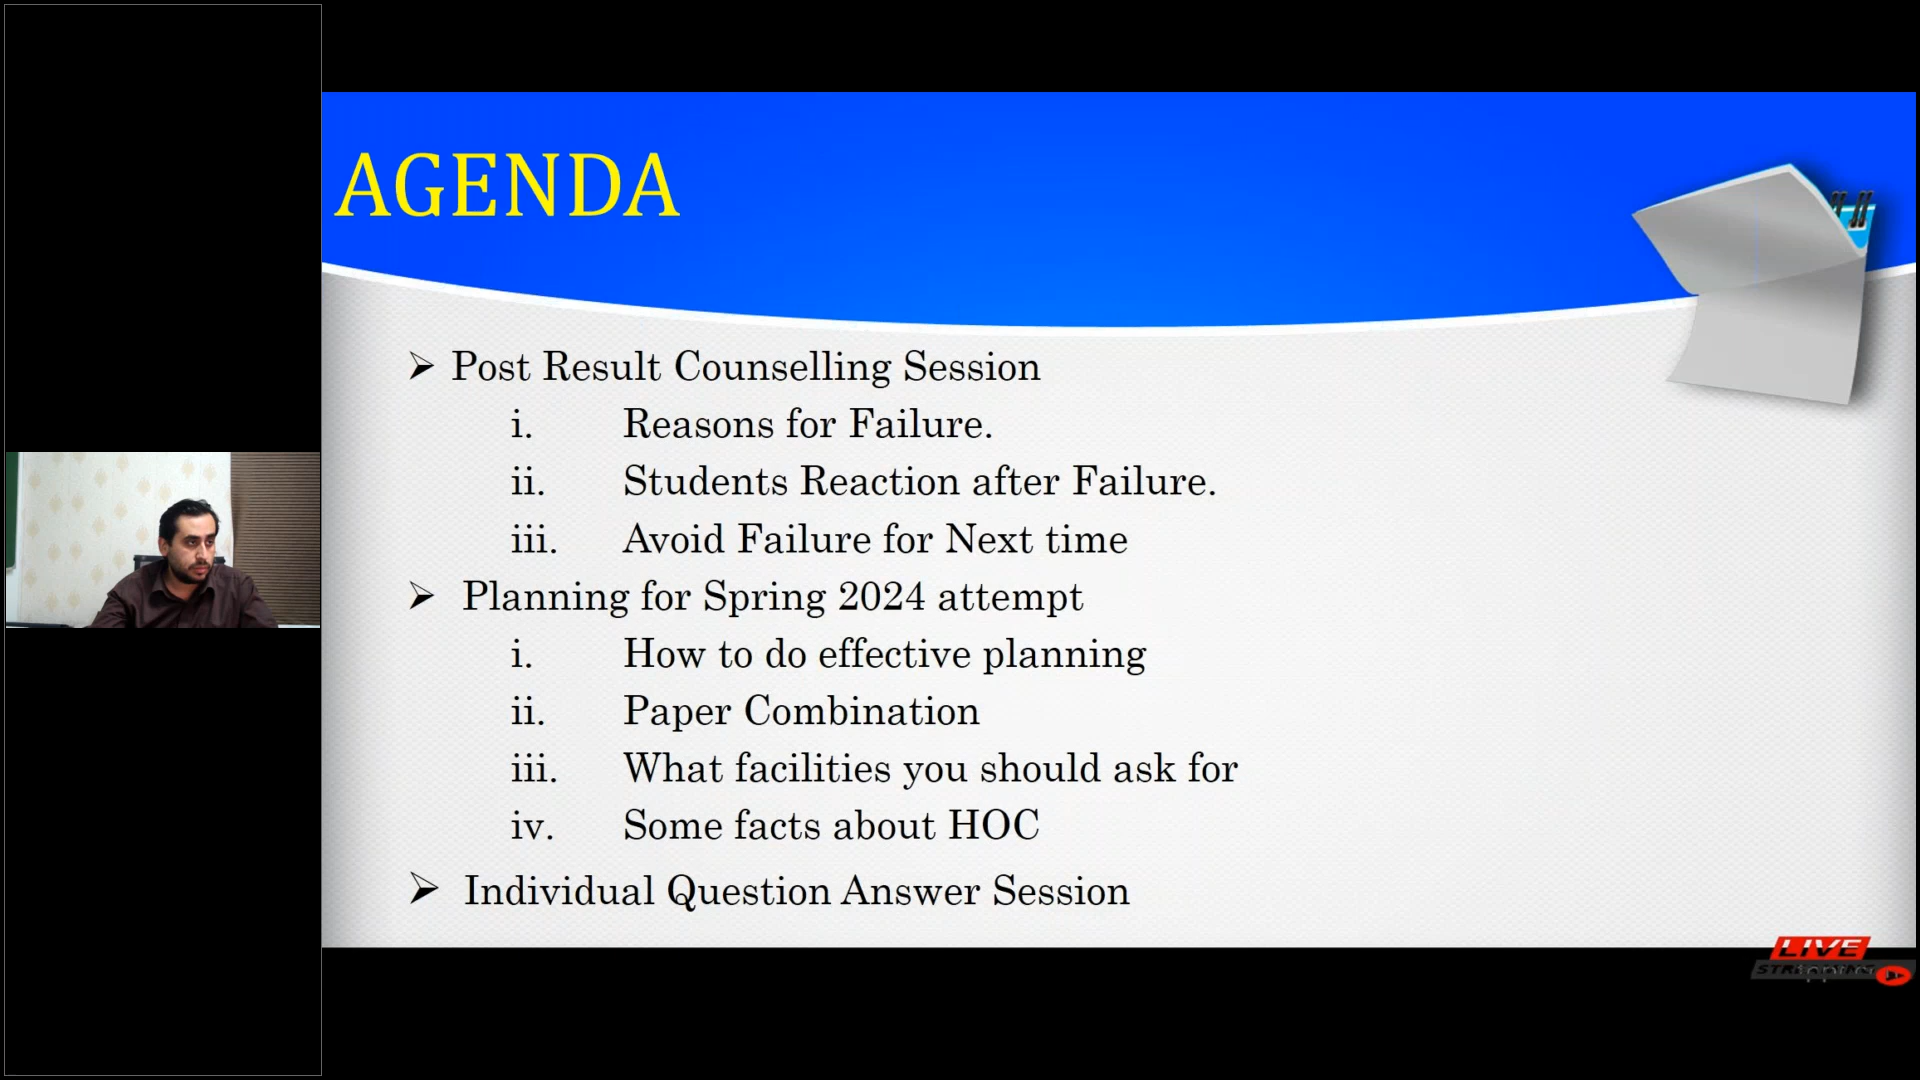 AGENDA
➢ Post Result Counselling Session
i. Reasons for Failure.
ii. Students Reaction after Failure.
iii. Avoid Failure for Next time
➢ Planning for Spring 2024 attempt
i. How to do effective planning
ii. Paper Combination
iii. What facilities you should ask for
iv. Some facts about HOC
➢ Individual Question Answer Session
LIVE